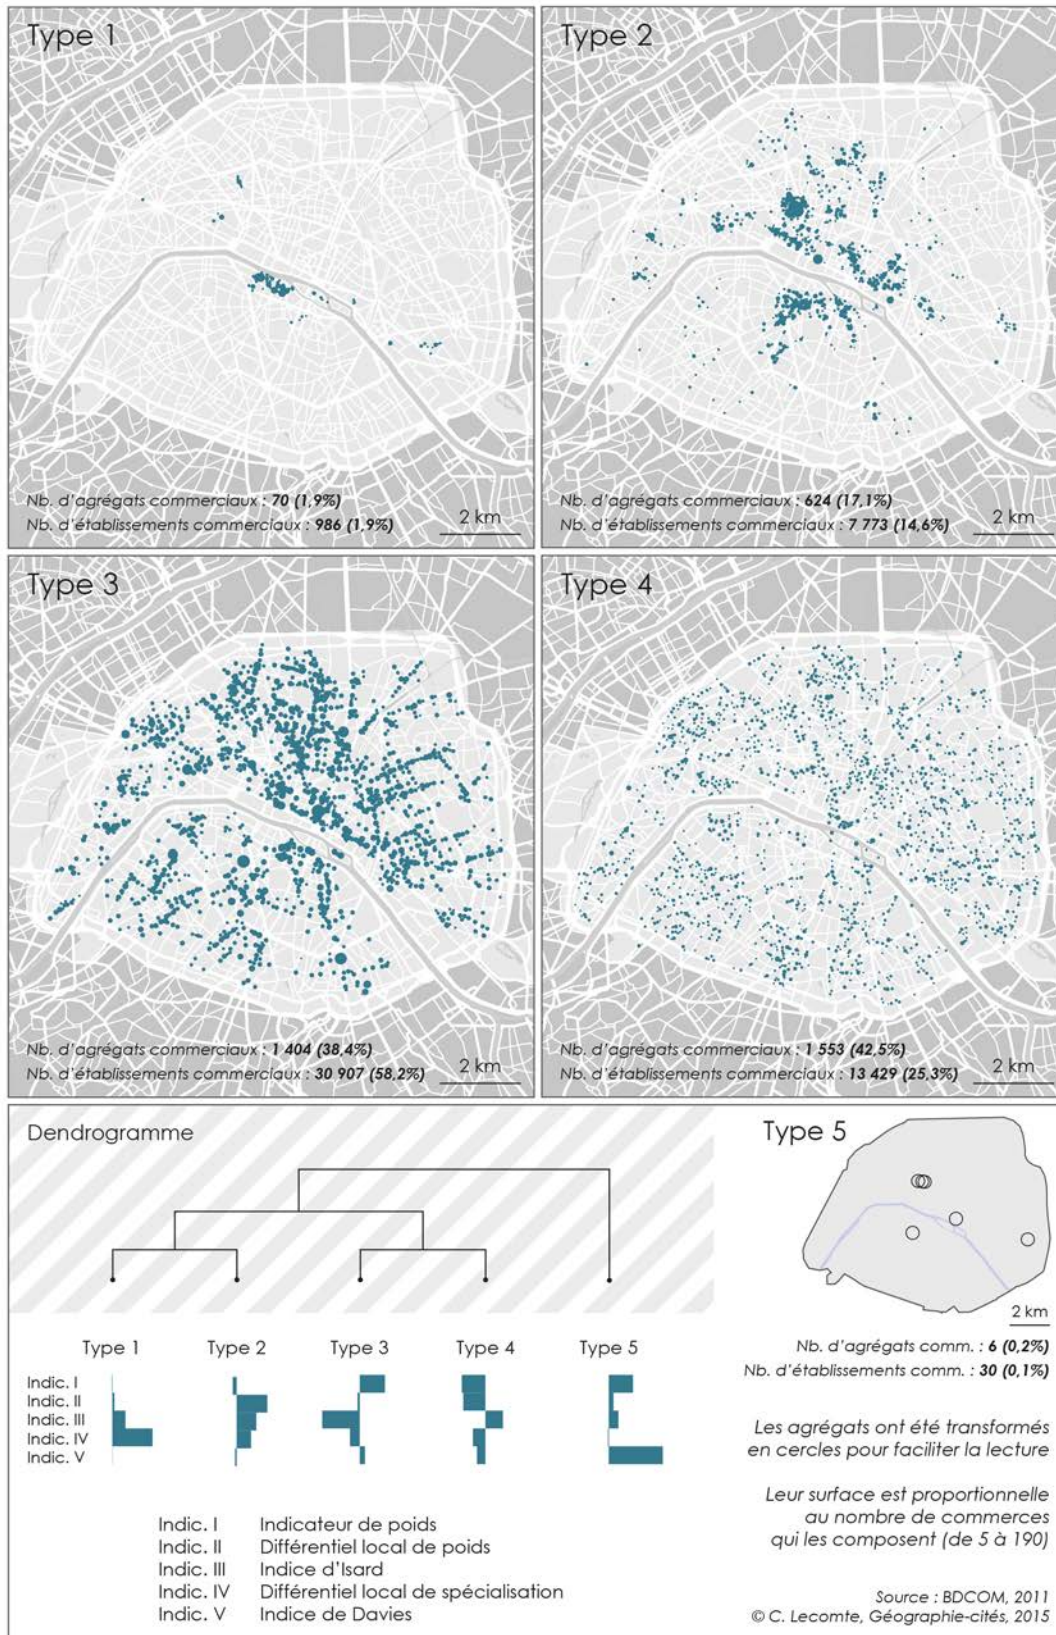 Type 1
Nb. d'agrégats commerciaux : 70 (1,9%)
Nb. d'établissements commerciaux : 986 (1,9%)
2 km
Type 2
Nb. d'agrégats commerciaux : 624 (17,1%)
Nb. d'établissements commerciaux : 7 773 (14,6%)
2 km
Type 3
Nb. d'agrégats commerciaux : 1 404 (38,4%)
Nb. d'établissements commerciaux : 30 907 (58,2%)
2 km
Type 4
Nb. d'agrégats commerciaux : 1 553 (42,5%)
Nb. d'établissements commerciaux : 13 429 (25,3%)
2 km
Dendrogramme
Type 1 Type 2 Type 3 Type 4 Type 5
Indic. I
Indic. II
Indic. III
Indic. IV
Indic. V
Indic. I Indicateur de poids
Indic. II Différentiel local de poids
Indic. III Indice d'Isard
Indic. IV Différentiel local de spécialisation
Indic. V Indice de Davies
Type 5
2 km
Nb. d'agrégats comm. : 6 (0,2%)
Nb. d'établissements comm. : 30 (0,1%)
Les agrégats ont été transformés
en cercles pour faciliter la lecture
Leur surface est proportionnelle
au nombre de commerces
qui les composent (de 5 à 190)
Source : BDCOM, 2011
© C. Lecomte, Géographie-cités, 2015